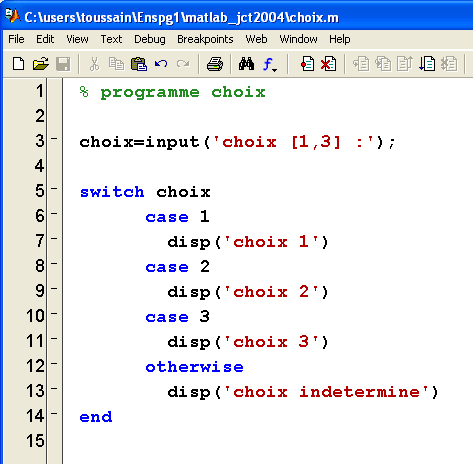 C:\users\toussain\Enspg1\matlab_jct2004\choix.m
File Edit View Text Debug Breakpoints Web Window Help
1 % programme choix
2
3 - choix=input('choix [1,3] :');
4
5 - switch choix
6 - case 1
7 - disp('choix 1')
8 - case 2
9 - disp('choix 2')
10 - case 3
11 - disp('choix 3')
12 - otherwise
13 - disp('choix indetermine')
14 - end
15